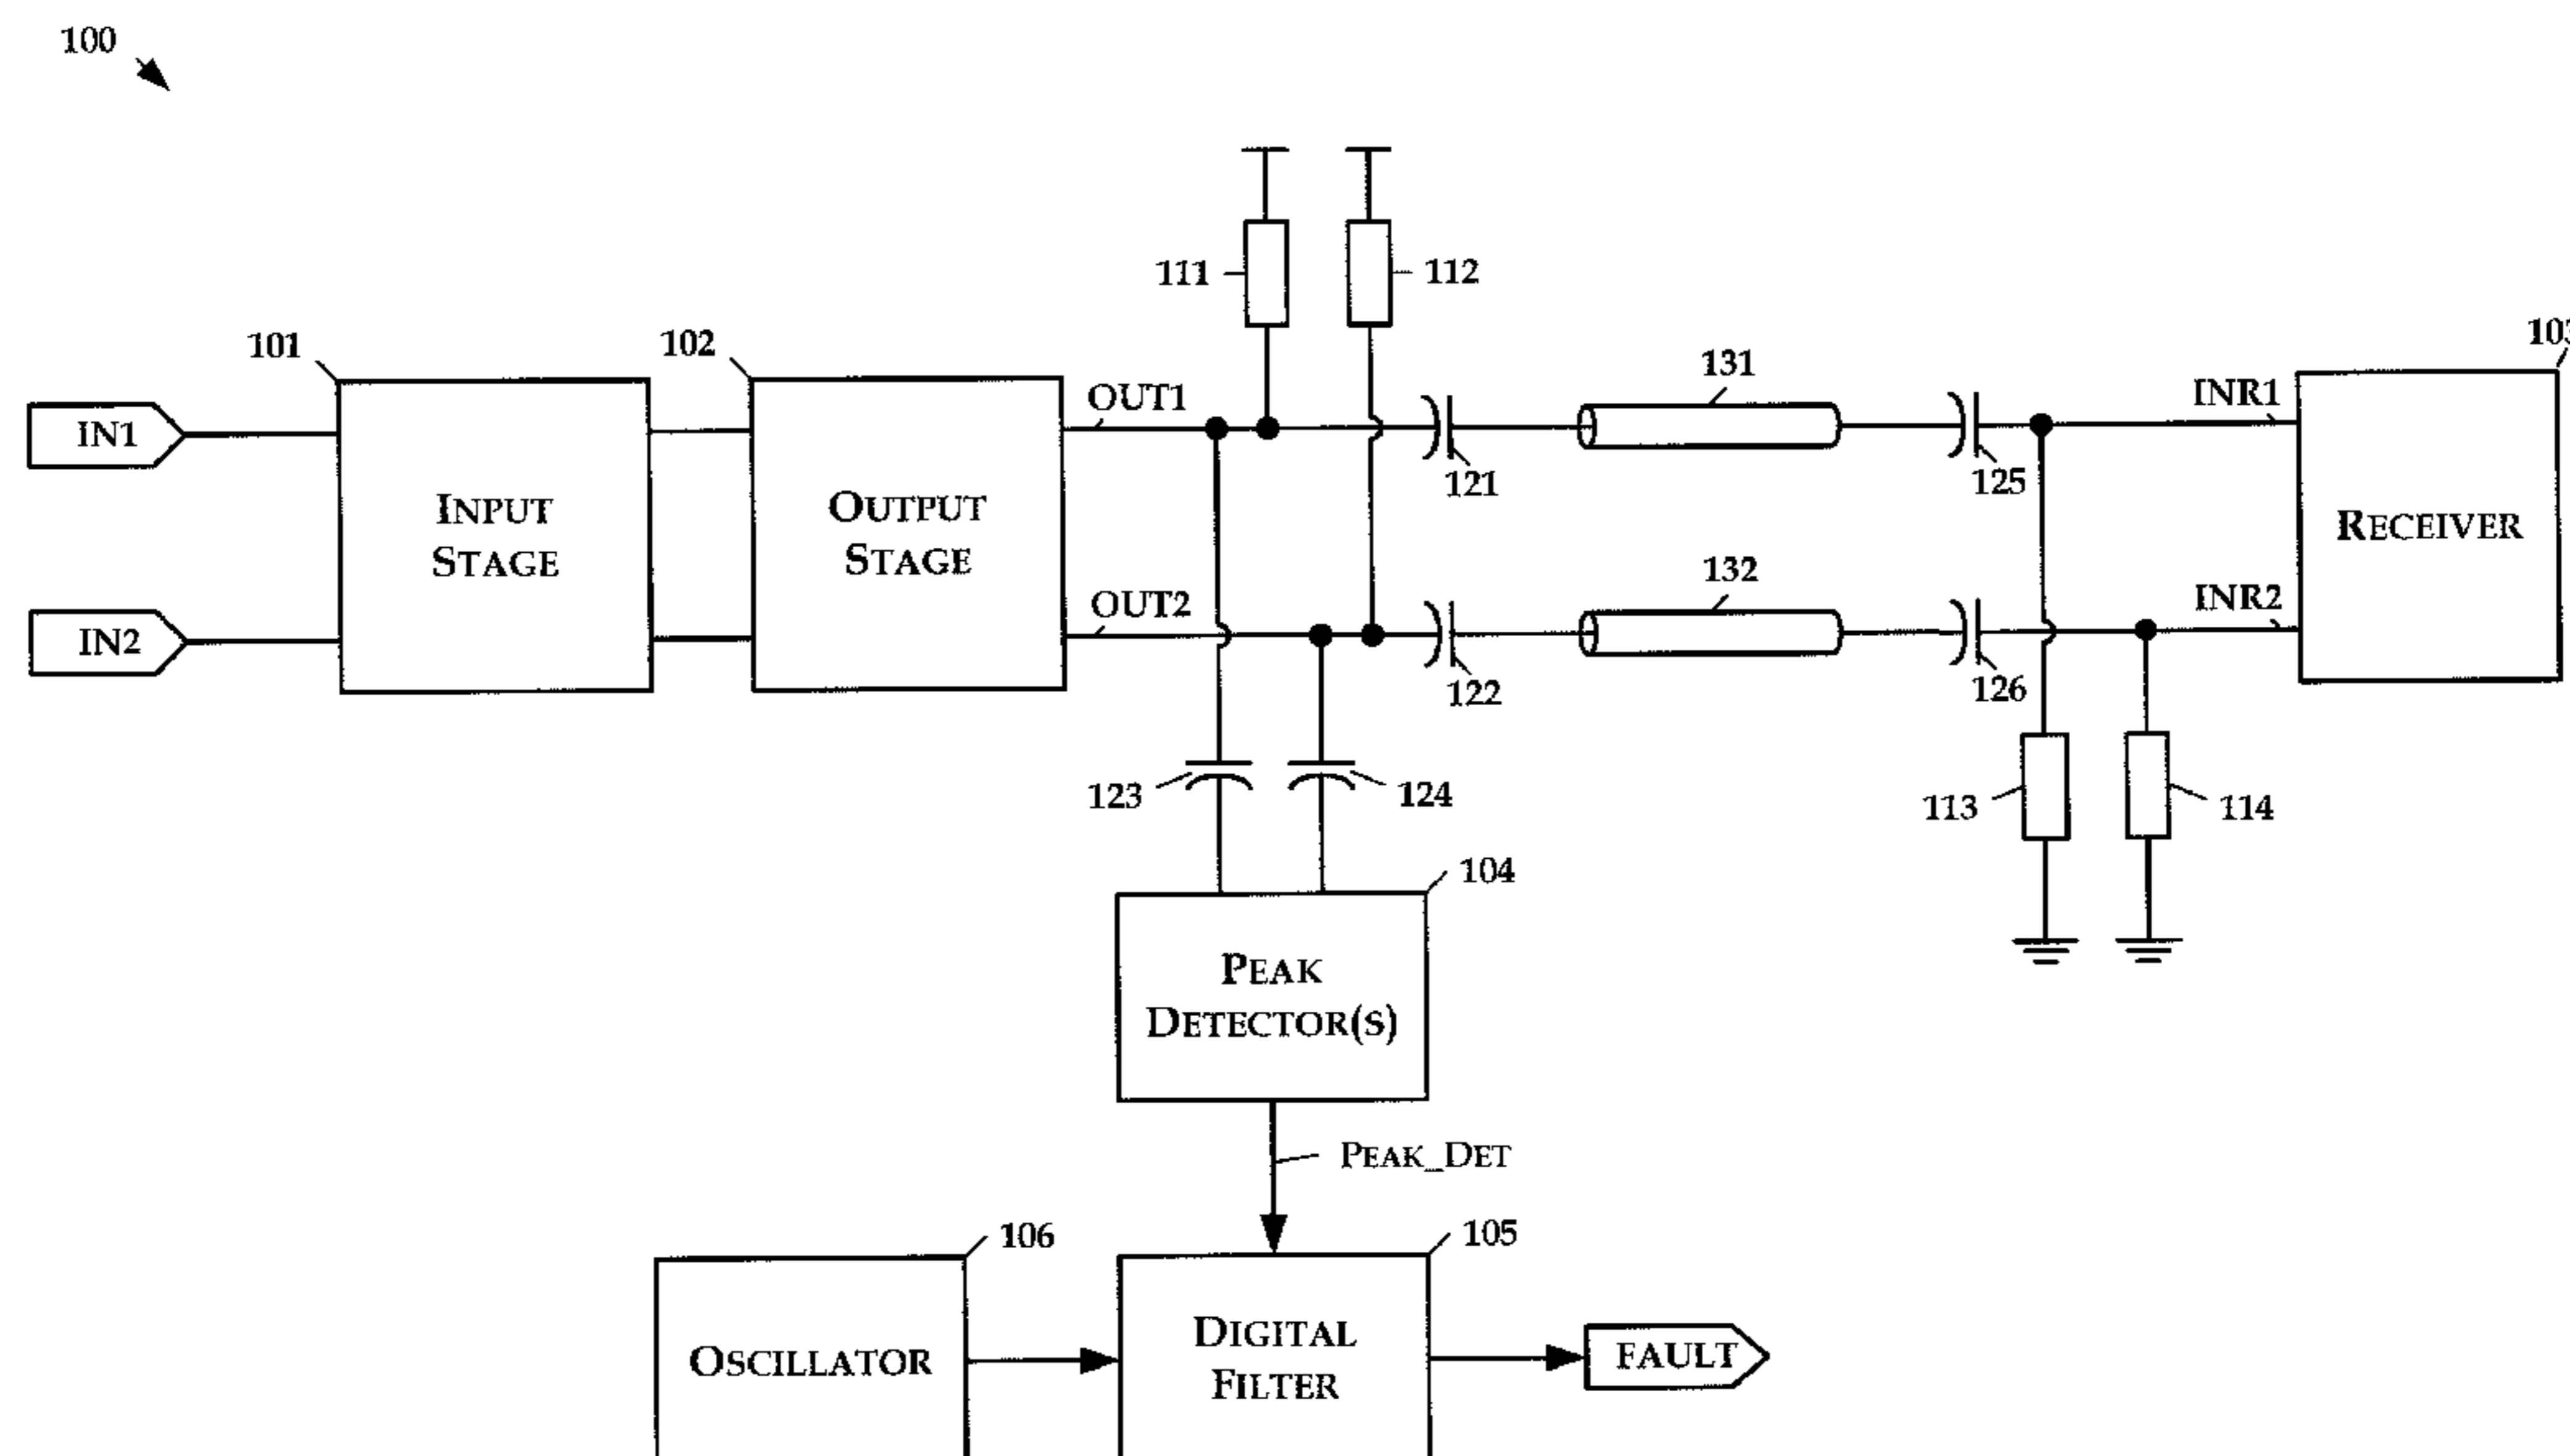 100
111
112
101
102
131
103
OUT1
INR1
IN1
121
125
INPUT
STAGE
OUTPUT
STAGE
RECEIVER
132
OUT2
INR2
IN2
122
126
123
124
113
114
104
PEAK
DETECTOR(S)
PEAK_DET
106
105
OSCILLATOR
DIGITAL
FILTER
FAULT